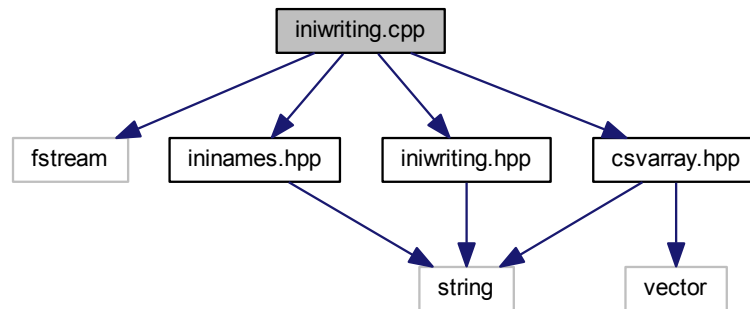 iniwriting.cpp
fstream
ininames.hpp
iniwriting.hpp
csvarray.hpp
string
vector